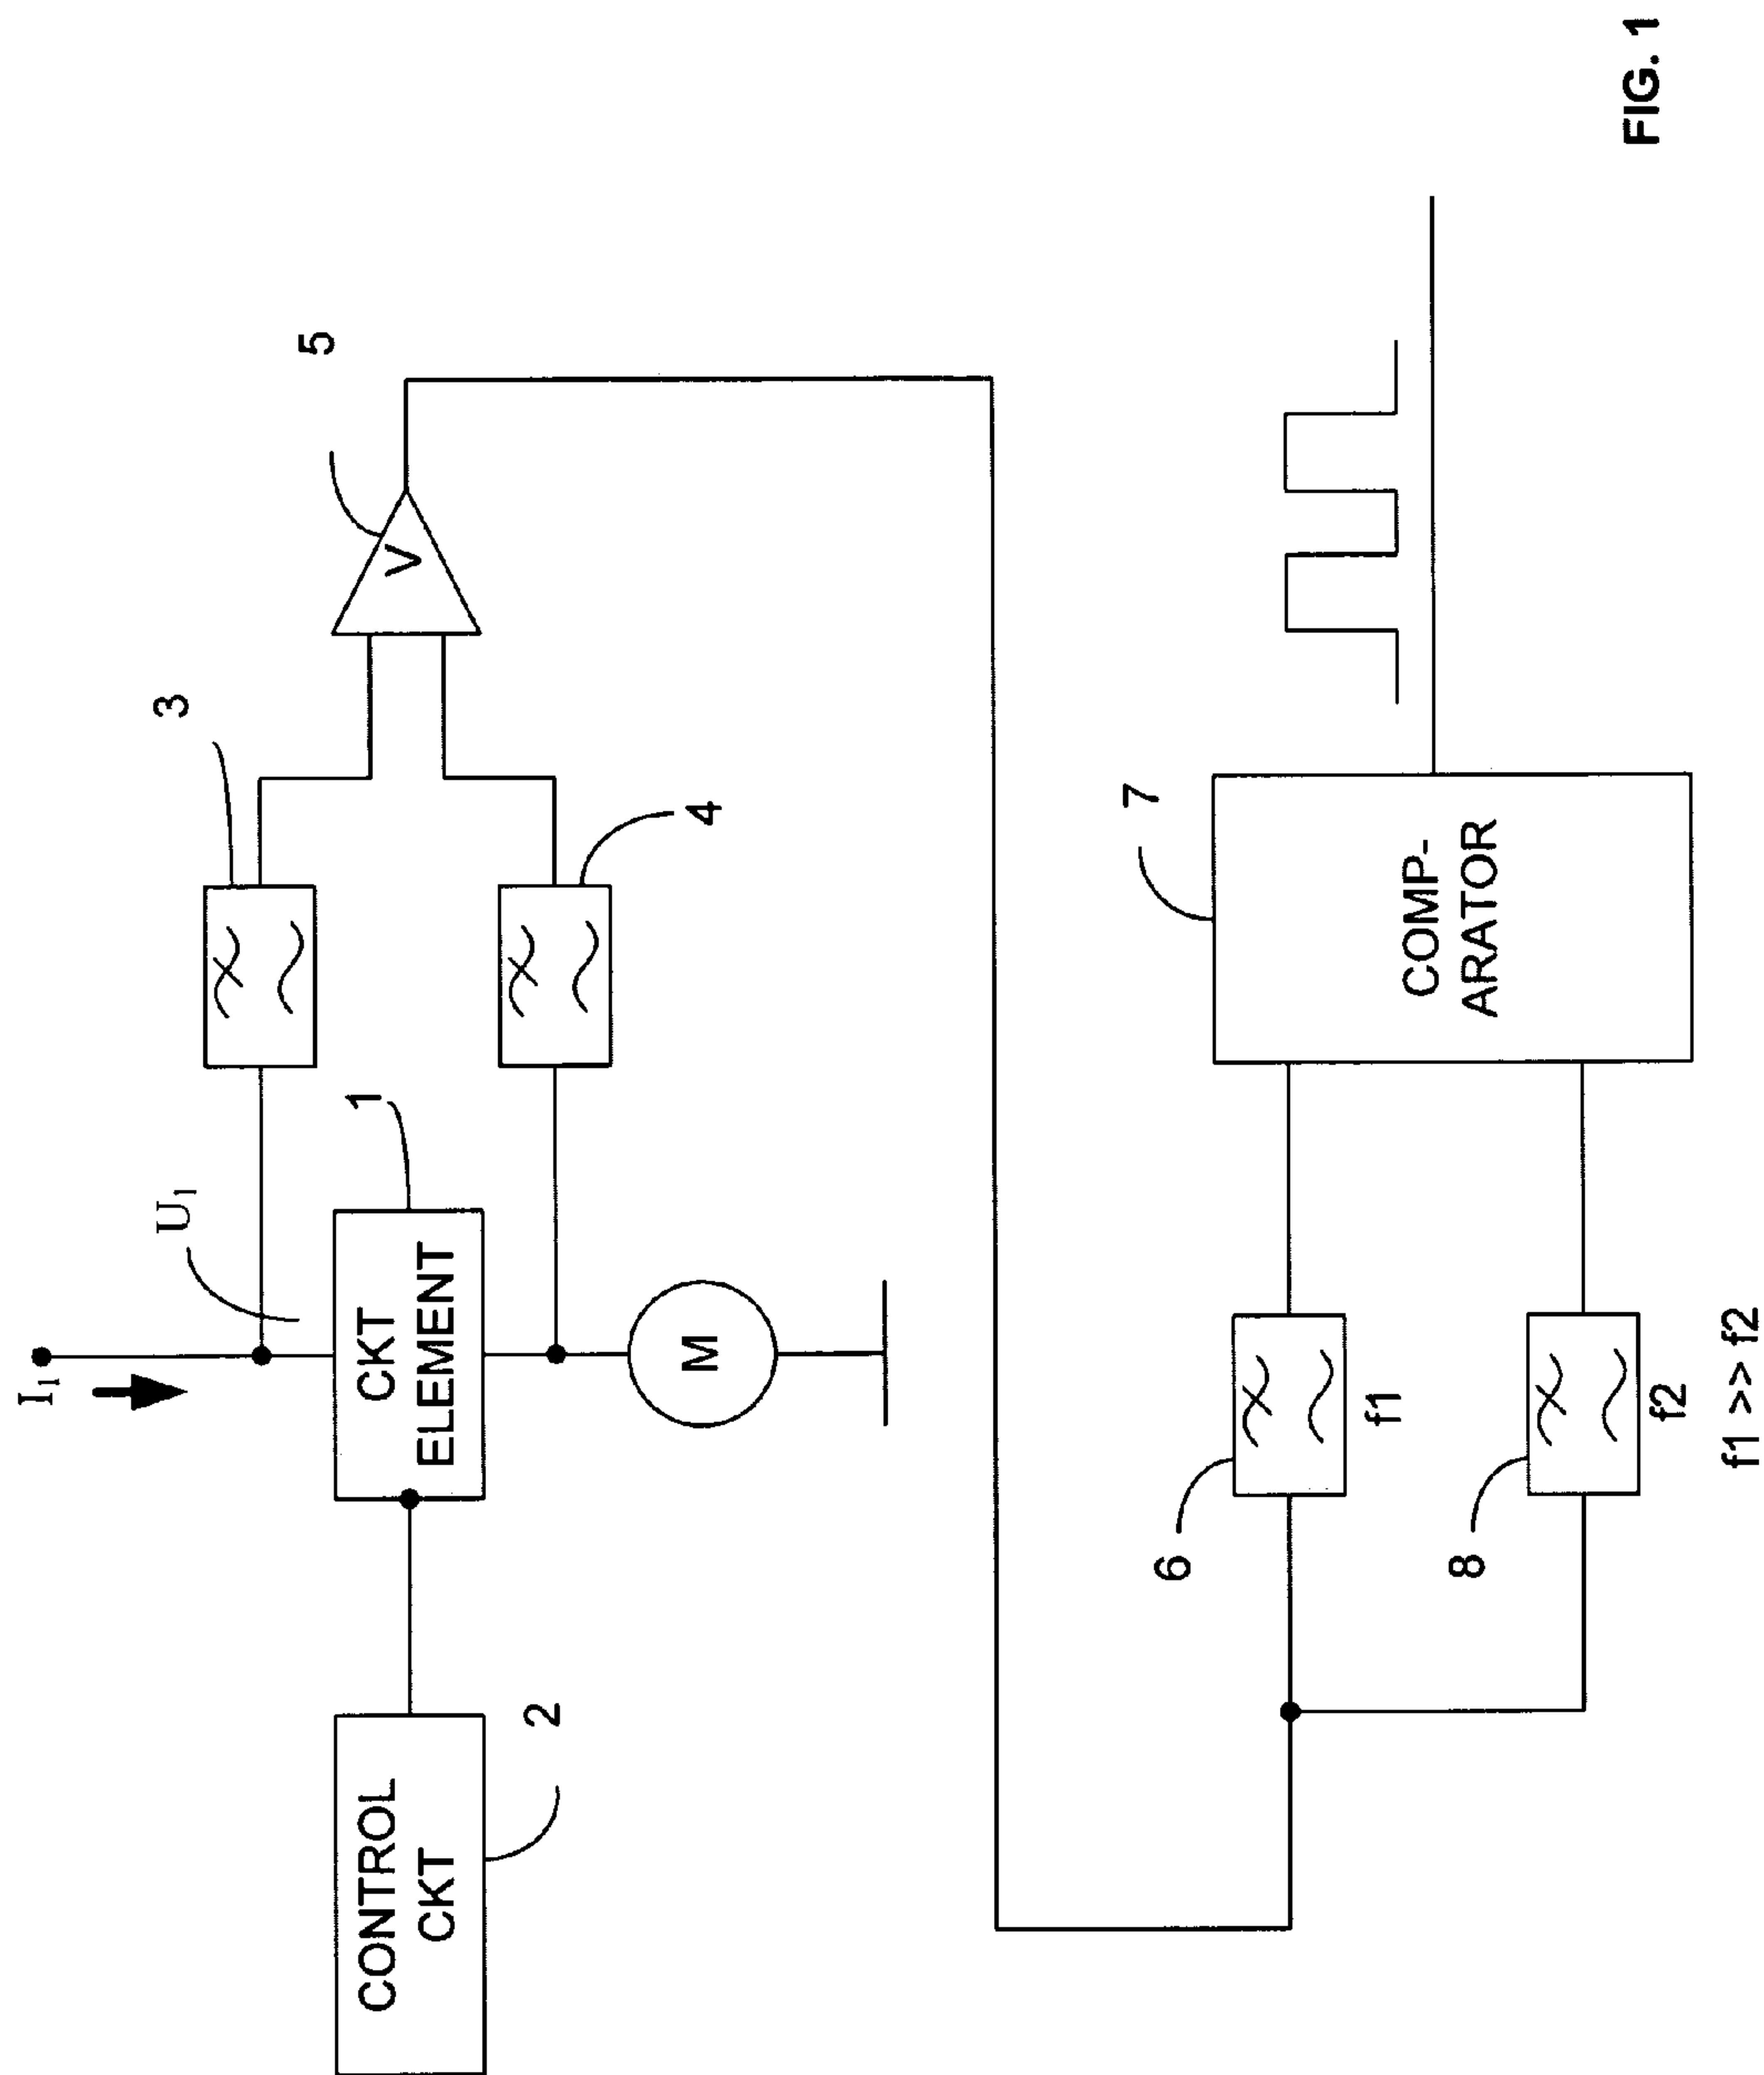 I₁
U₁
3
5
CONTROL
CKT
2
CKT
ELEMENT
1
4
V
M
6
f1
7
COMP-
ARATOR
8
f2
f1 >> f2
FIG. 1